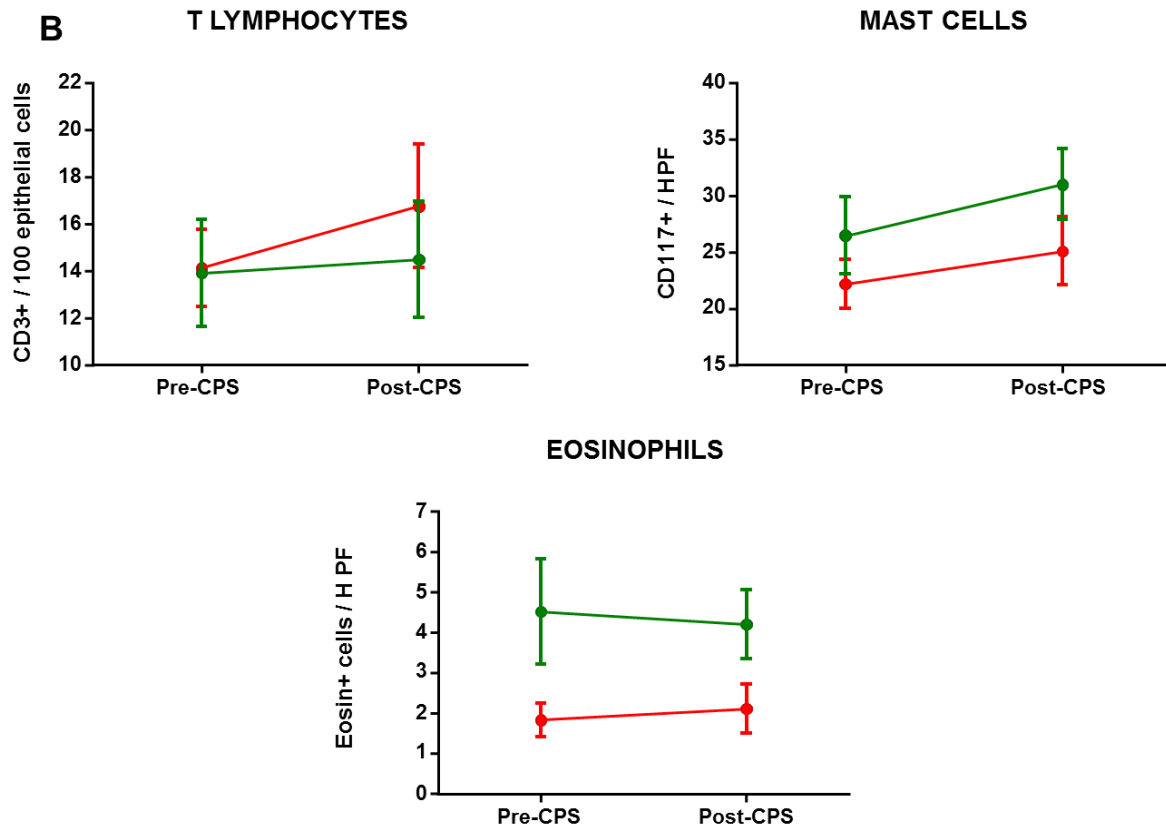 B
T LYMPHOCYTES
CD3+ / 100 epithelial cells
22
20
18
16
14
12
10
Pre-CPS Post-CPS
MAST CELLS
CD117+ / HPF
40
35
30
25
20
15
Pre-CPS Post-CPS
EOSINOPHILS
Eosin+ cells / H PF
7
6
5
4
3
2
1
0
Pre-CPS Post-CPS